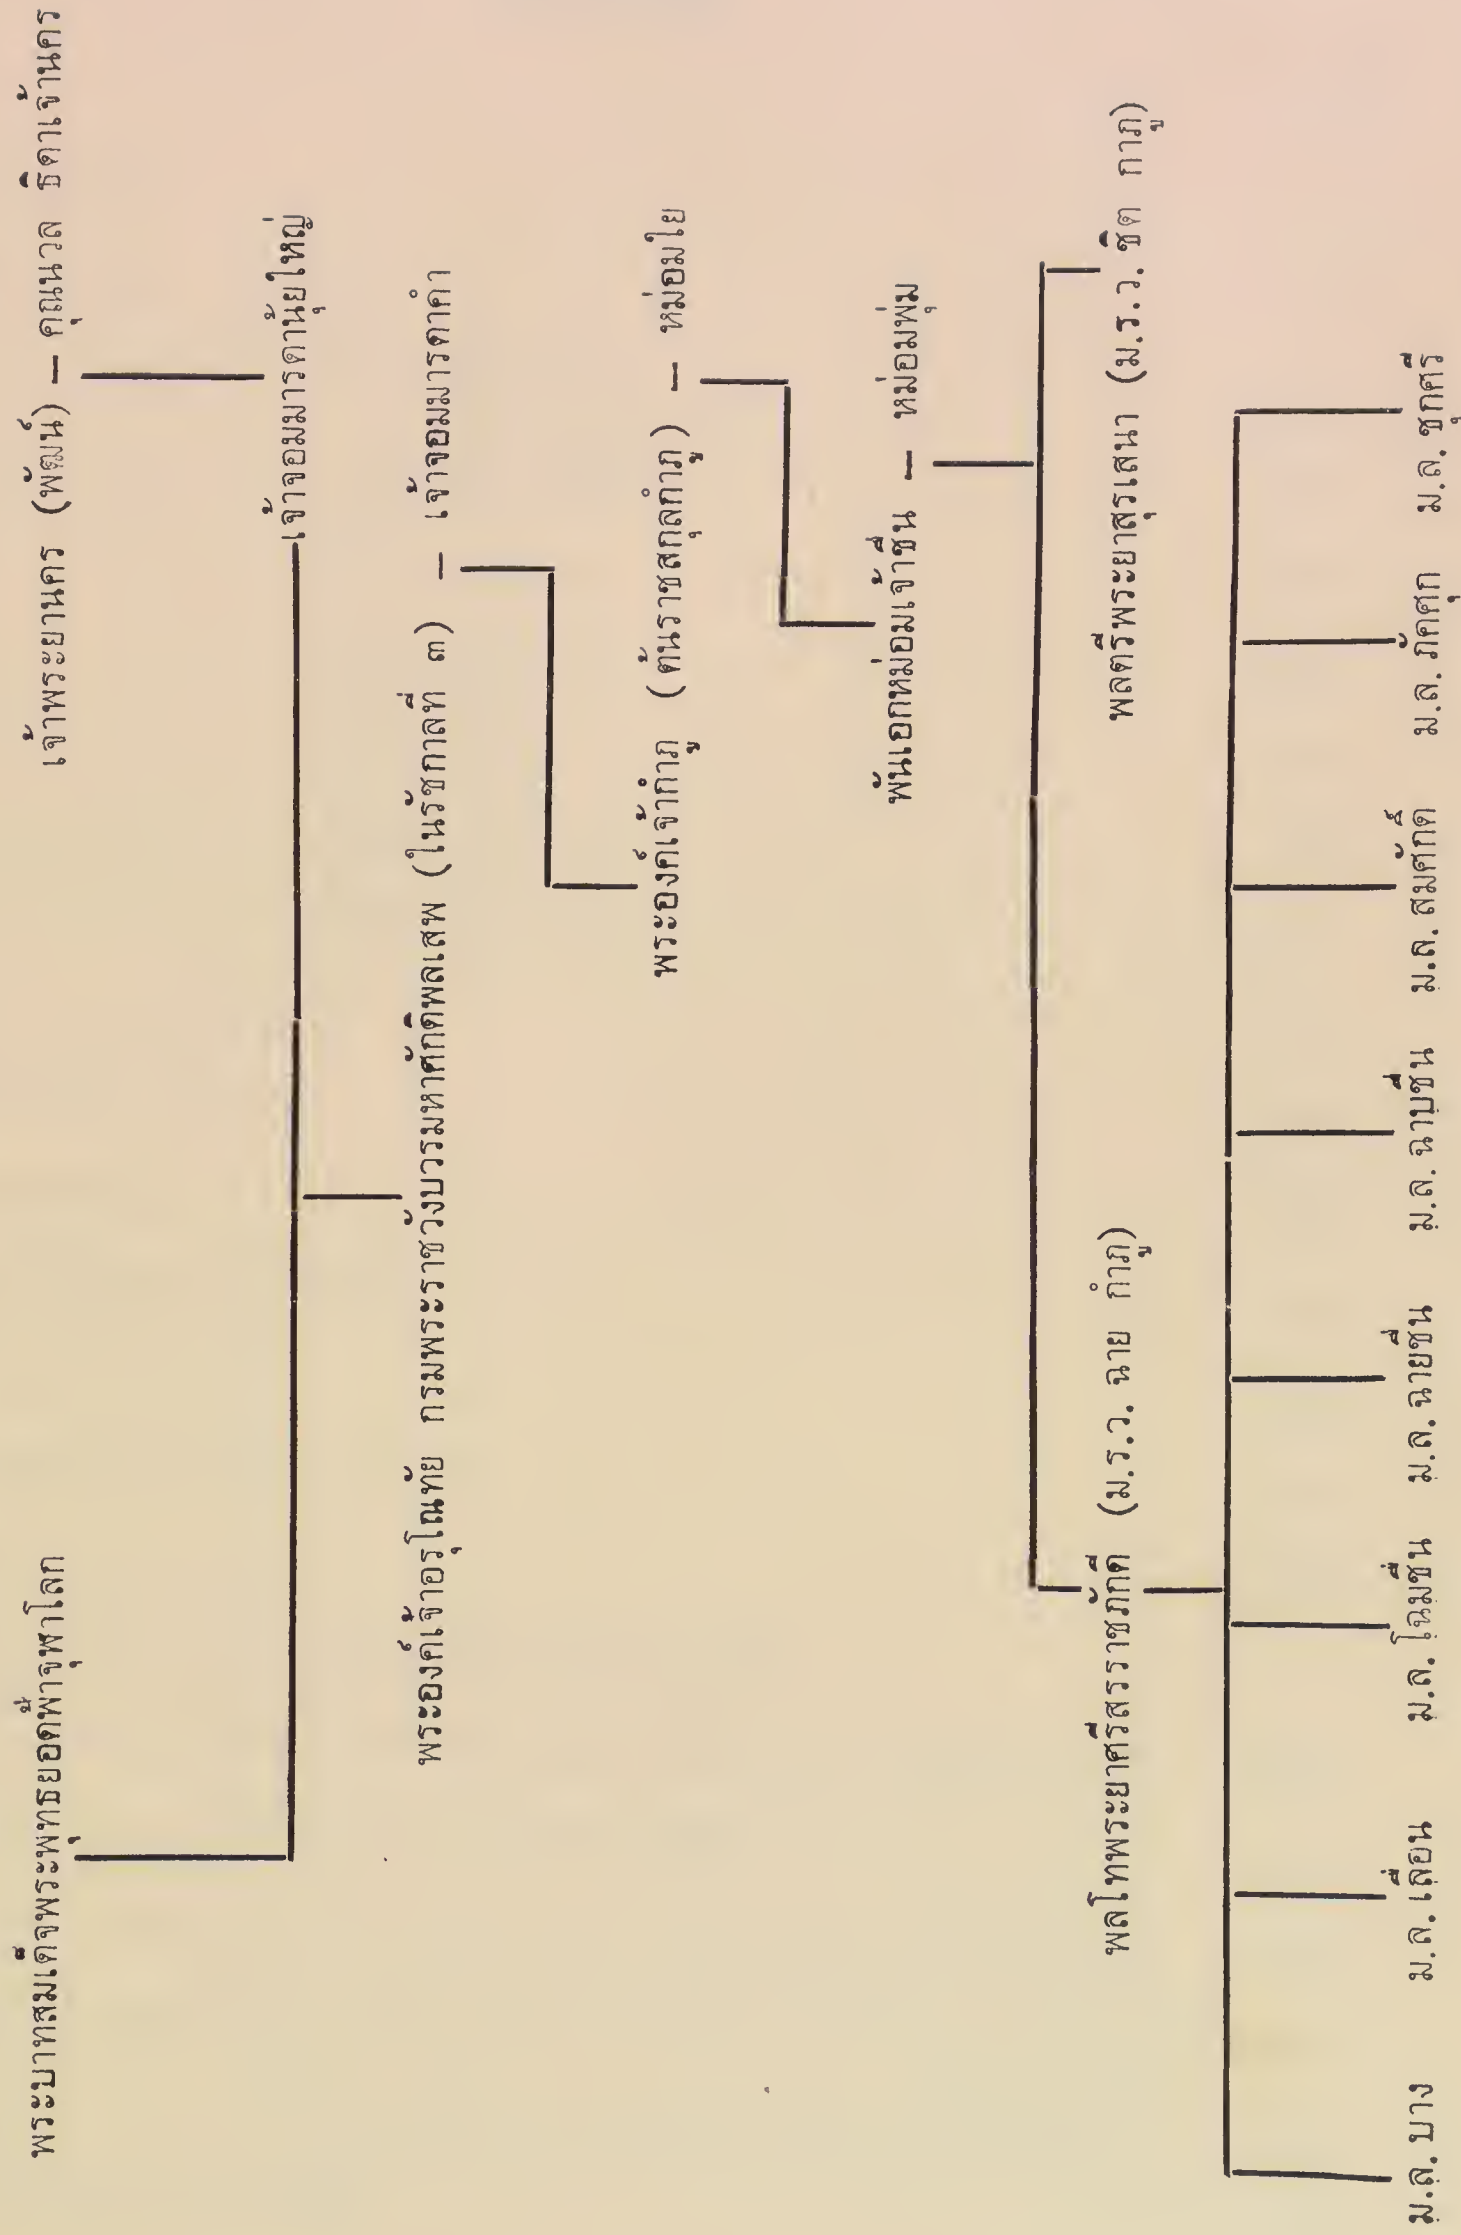 พระบาทสมเด็จพระพุทธยอดฟ้าจุฬาโลก
เจ้าพระยานคร (พัฒน์) — คุณนวล ธิดาเจ้านคร
เจ้าจอมมารดานุ้ยใหญ่
พระองค์เจ้าอรุโณทัย กรมพระราชวังบวรมหาศักดิพลเสพ (ในรัชกาลที่ ๓) — เจ้าจอมมารดาคำ
พระองค์เจ้ากำภู (ต้นราชสกุลกำภู) — หม่อมใย
พันเอกหม่อมเจ้าชื่น — หม่อมพุ่ม
พลโทพระยาศรีสรราชภักดี (ม.ร.ว. ฉาย กำภู)
พลตรีพระยาสุรเสนา (ม.ร.ว. ชิต กาภู)
ม.ล. บาง
ม.ล. เลื่อน
ม.ล. โฉมชื่น
ม.ล. ฉายชื่น
ม.ล. ฉาบชื่น
ม.ล. สมศักดิ์
ม.ล. ภัคศุก
ม.ล. ชุกศรี